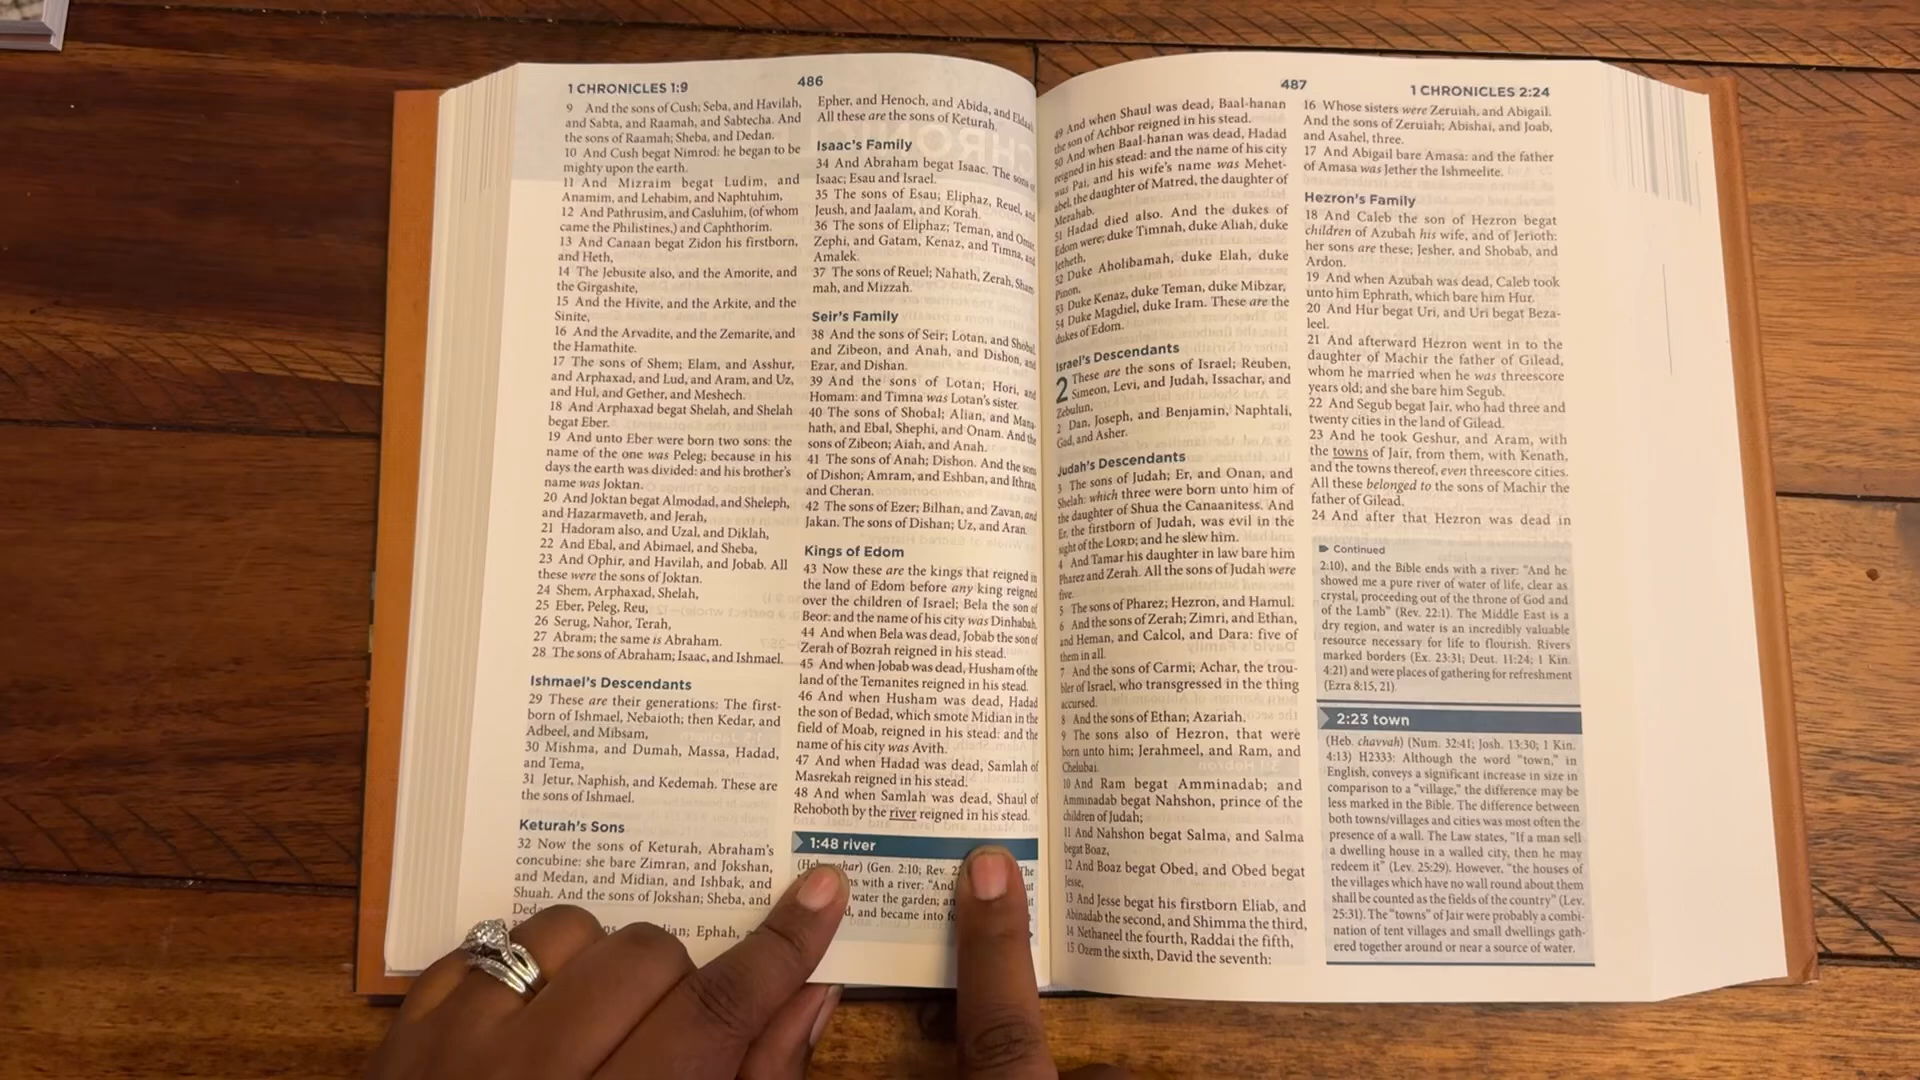 1 CHRONICLES 1:9
486
9 And the sons of Cush; Seba, and Havilah,
and Sabta, and Raamah, and Sabtecha. And
the sons of Raamah; Sheba, and Dedan.
10 And Cush begat Nimrod: he began to be
mighty upon the earth.
11 And Mizraim begat Ludim, and
Anamim, and Lehabim, and Naphtuhim,
12 And Pathrusim, and Casluhim, (of whom
came the Philistines,) and Caphthorim.
13 And Canaan begat Zidon his firstborn,
and Heth,
14 The Jebusite also, and the Amorite, and
the Girgashite,
15 And the Hivite, and the Arkite, and the
Sinite,
16 And the Arvadite, and the Zemarite, and
the Hamathite.
17 The sons of Shem; Elam, and Asshur,
and Arphaxad, and Lud, and Aram, and Uz,
and Hul, and Gether, and Meshech.
18 And Arphaxad begat Shelah, and Shelah
begat Eber.
19 And unto Eber were born two sons: the
name of the one was Peleg; because in his
days the earth was divided: and his brother's
name was Joktan.
20 And Joktan begat Almodad, and Sheleph,
and Hazarmaveth, and Jerah,
21 Hadoram also, and Uzal, and Diklah,
22 And Ebal, and Abimael, and Sheba,
23 And Ophir, and Havilah, and Jobab. All
these were the sons of Joktan.
24 Shem, Arphaxad, Shelah,
25 Eber, Peleg, Reu,
26 Serug, Nahor, Terah,
27 Abram; the same is Abraham.
28 The sons of Abraham; Isaac, and Ishmael.
Ishmael's Descendants
29 These are their generations: The first-
born of Ishmael, Nebaioth; then Kedar, and
Adbeel, and Mibsam,
30 Mishma, and Dumah, Massa, Hadad,
and Tema,
31 Jetur, Naphish, and Kedemah. These are
the sons of Ishmael.
Keturah's Sons
32 Now the sons of Keturah, Abraham's
concubine: she bare Zimran, and Jokshan,
and Medan, and Midian, and Ishbak, and
Shuah. And the sons of Jokshan; Sheba, and
Ephah,
Epher, and Henoch, and Abida, and
All these are the sons of Keturah.
Isaac's Family
34 And Abraham begat Isaac. The sons of
Isaac; Esau and Israel.
35 The sons of Esau; Eliphaz, Reuel, and
Jeush, and Jaalam, and Korah.
36 The sons of Eliphaz; Teman, and Omar,
Zephi, and Gatam, Kenaz, and Timna, and
Amalek.
37 The sons of Reuel; Nahath, Zerah, Sham-
mah, and Mizzah.
Seir's Family
38 And the sons of Seir; Lotan, and Shobal,
and Zibeon, and Anah, and Dishon, and
Ezar, and Dishan.
39 And the sons of Lotan; Hori, and
Homam: and Timna was Lotan's sister.
40 The sons of Shobal; Alian, and Mana-
hath, and Ebal, Shephi, and Onam. And the
sons of Zibeon; Aiah, and Anah.
41 The sons of Anah; Dishon. And the sons
of Dishon; Amram, and Eshban, and Ithran,
and Cheran.
42 The sons of Ezer; Bilhan, and Zavan, and
Jakan. The sons of Dishan; Uz, and Aran.
Kings of Edom
43 Now these are the kings that reigned in
the land of Edom before any king reigned
over the children of Israel; Bela the son of
Beor: and the name of his city was Dinhabah.
44 And when Bela was dead, Jobab the son of
Zerah of Bozrah reigned in his stead.
45 And when Jobab was dead, Husham of the
land of the Temanites reigned in his stead.
46 And when Husham was dead, Hadad
the son of Bedad, which smote Midian in the
field of Moab, reigned in his stead: and the
name of his city was Avith.
47 And when Hadad was dead, Samlah of
Masrekah reigned in his stead.
48 And when Samlah was dead, Shaul of
Rehoboth by the river reigned in his stead.
1:48 river
(Gen. 2:10; Rev. The
with a river: "And
water the garden;
and became into
487
1 CHRONICLES 2:24
49 And when Shaul was dead, Baal-hanan
the son of Achbor reigned in his stead.
50 And when Baal-hanan was dead, Hadad
reigned in his stead: and the name of his city
was Pai, and his wife's name was Mehet-
abel, the daughter of Matred, the daughter of
Mezahab.
51 Hadad died also. And the dukes of
Edom were; duke Timnah, duke Aliah, duke
Jetheth,
52 Duke Aholibamah, duke Elah, duke
Pinon,
53 Duke Kenaz, duke Teman, duke Mibzar,
54 Duke Magdiel, duke Iram. These are the
dukes of Edom.
Israel's Descendants
2 These are the sons of Israel; Reuben,
Simeon, Levi, and Judah, Issachar, and
Zebulun,
2 Dan, Joseph, and Benjamin, Naphtali,
Gad, and Asher.
Judah's Descendants
3 The sons of Judah; Er, and Onan, and
Shelah: which three were born unto him of
the daughter of Shua the Canaanitess. And
Er, the firstborn of Judah, was evil in the
sight of the LORD; and he slew him.
4 And Tamar his daughter in law bare him
Pharez and Zerah. All the sons of Judah were
five.
5 The sons of Pharez; Hezron, and Hamul.
6 And the sons of Zerah; Zimri, and Ethan,
and Heman, and Calcol, and Dara: five of
them in all.
7 And the sons of Carmi; Achar, the trou-
bler of Israel, who transgressed in the thing
accursed.
8 And the sons of Ethan; Azariah.
9 The sons also of Hezron, that were
born unto him; Jerahmeel, and Ram, and
Chelubai.
10 And Ram begat Amminadab; and
Amminadab begat Nahshon, prince of the
children of Judah;
11 And Nahshon begat Salma, and Salma
begat Boaz,
12 And Boaz begat Obed, and Obed begat
Jesse,
13 And Jesse begat his firstborn Eliab, and
Abinadab the second, and Shimma the third,
14 Nethaneel the fourth, Raddai the fifth,
15 Ozem the sixth, David the seventh:
16 Whose sisters were Zeruiah, and Abigail.
And the sons of Zeruiah; Abishai, and Joab,
and Asahel, three.
17 And Abigail bare Amasa: and the father
of Amasa was Jether the Ishmeelite.
Hezron's Family
18 And Caleb the son of Hezron begat
children of Azubah his wife, and of Jerioth:
her sons are these; Jesher, and Shobab, and
Ardon.
19 And when Azubah was dead, Caleb took
unto him Ephrath, which bare him Hur.
20 And Hur begat Uri, and Uri begat Beza-
leel.
21 And afterward Hezron went in to the
daughter of Machir the father of Gilead,
whom he married when he was threescore
years old; and she bare him Segub.
22 And Segub begat Jair, who had three and
twenty cities in the land of Gilead.
23 And he took Geshur, and Aram, with
the towns of Jair, from them, with Kenath,
and the towns thereof, even threescore cities.
All these belonged to the sons of Machir the
father of Gilead.
24 And after that Hezron was dead in
Continued
2:10), and the Bible ends with a river: "And he
showed me a pure river of water of life, clear as
crystal, proceeding out of the throne of God and
of the Lamb" (Rev. 22:1). The Middle East is a
dry region, and water is an incredibly valuable
resource necessary for life to flourish. Rivers
marked borders (Ex. 23:31; Deut. 11:24; 1 Kin.
4:21) and were places of gathering for refreshment
(Ezra 8:15, 21).
2:23 town
(Heb. chavvah) (Num. 32:41; Josh. 13:30; 1 Kin.
4:13) H2333: Although the word "town," in
English, conveys a significant increase in size in
comparison to a "village," the difference may be
less marked in the Bible. The difference between
both towns/villages and cities was most often the
presence of a wall. The Law states, "If a man sell
a dwelling house in a walled city, then he may
redeem it" (Lev. 25:29). However, "the houses of
the villages which have no wall round about them
shall be counted as the fields of the country" (Lev.
25:31). The "towns" of Jair were probably a combi-
nation of tent villages and small dwellings gath-
ered together around or near a source of water.